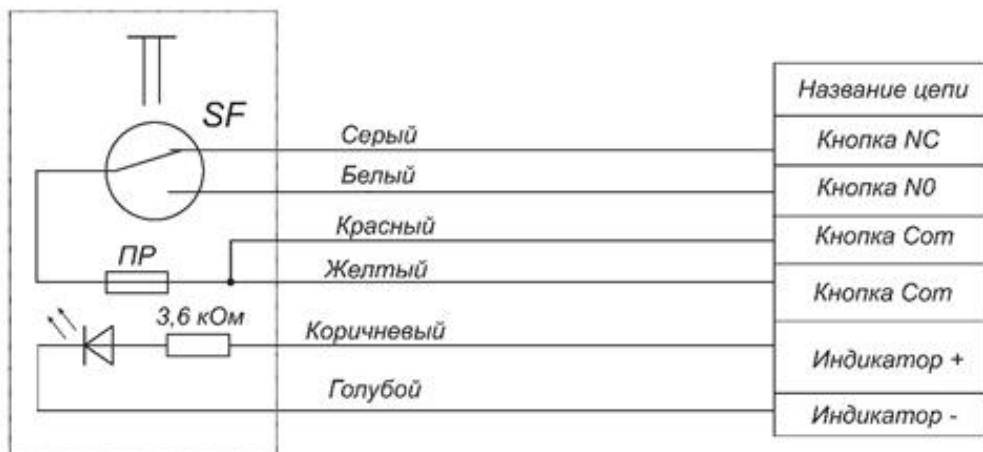 SF
ПР
3,6 кОм
Серый
Белый
Красный
Желтый
Коричневый
Голубой
Название цепи
Кнопка NC
Кнопка N0
Кнопка Com
Кнопка Com
Индикатор +
Индикатор -